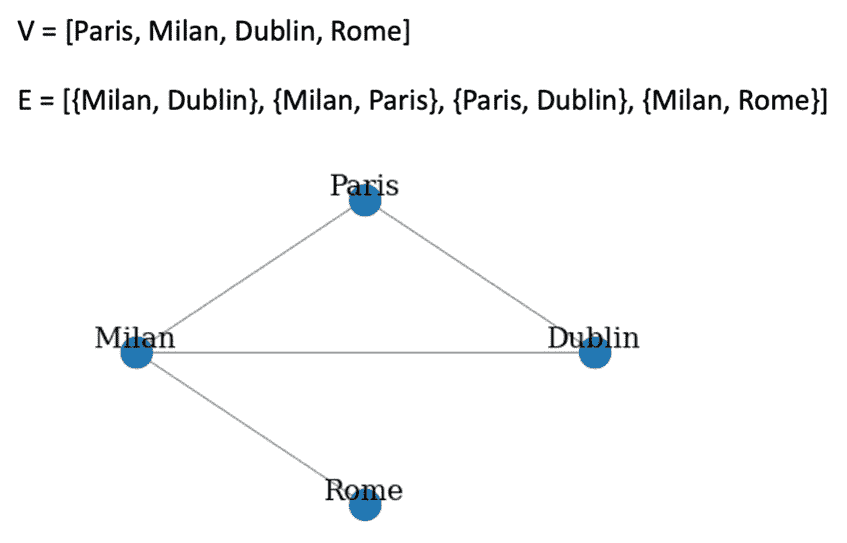 V = [Paris, Milan, Dublin, Rome]
E = [{Milan, Dublin}, {Milan, Paris}, {Paris, Dublin}, {Milan, Rome}]
Paris
Milan
Dublin
Rome